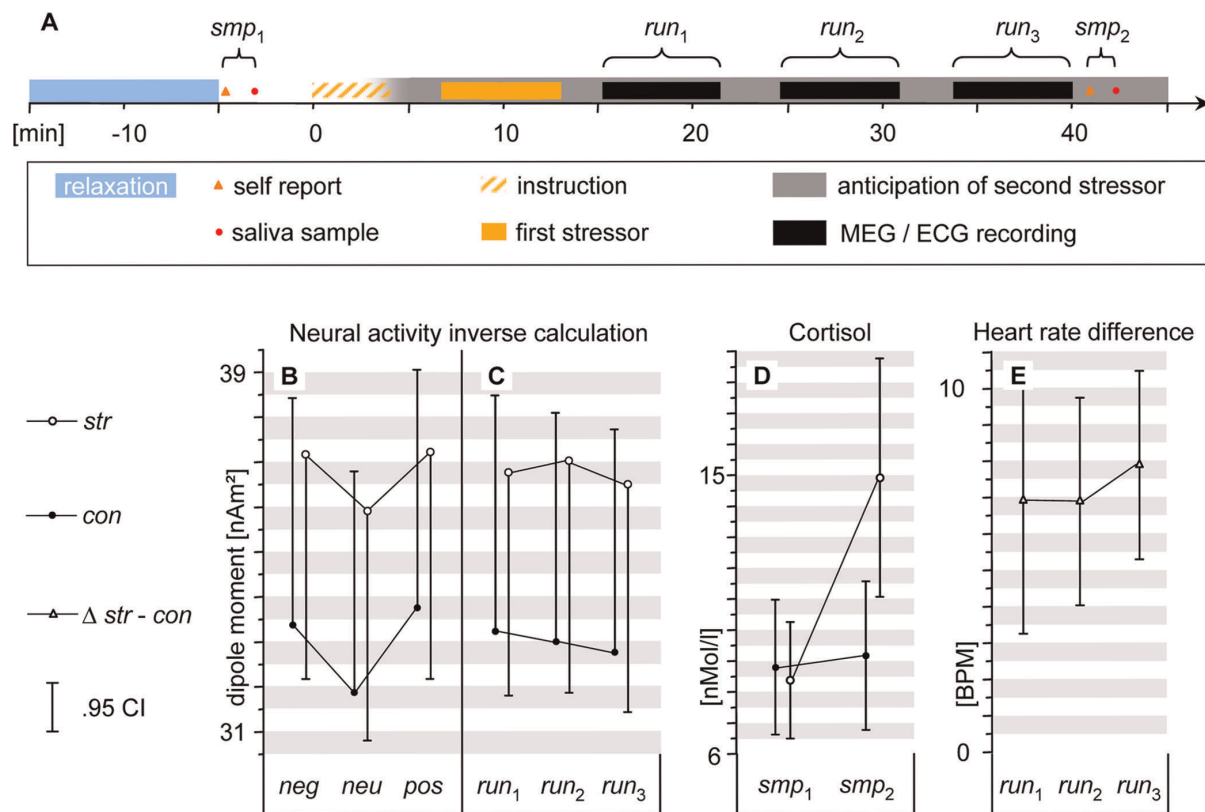 A
smp1 run1 run2 run3 smp2
[min] -10 0 10 20 30 40
relaxation self report instruction anticipation of second stressor
saliva sample first stressor MEG / ECG recording
Neural activity inverse calculation
Cortisol
Heart rate difference
str
con
Δ str - con
.95 CI
B
C
dipole moment [nAm²]
39
31
neg neu pos run1 run2 run3
D
[nMol/l]
15
6
smp1 smp2
E
[BPM]
10
0
run1 run2 run3